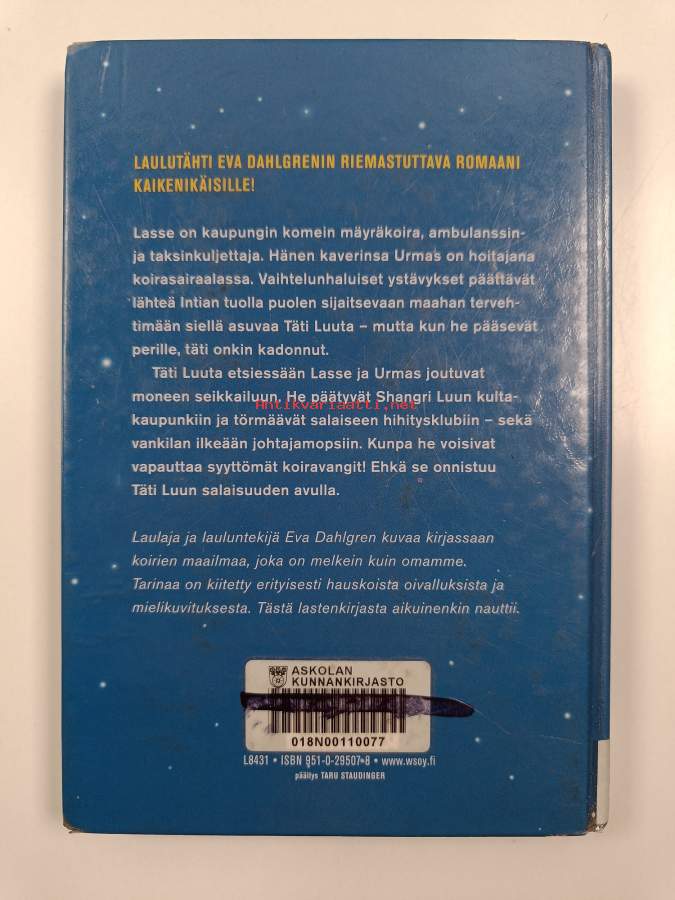 LAULUTÄHTI EVA DAHLGRENIN RIEMASTUTTAVA ROMAANI
KAIKENIKÄISILLE!
Lasse on kaupungin komein mäyräkoira, ambulanssin-
ja taksinkuljettaja. Hänen kaverinsa Urmas on hoitajana
koirasairaalassa. Vaihtelunhaluiset ystävykset päättävät
lähteä Intian tuolla puolen sijaitsevaan maahan terveh-
timään siellä asuvaa Täti Luuta – mutta kun he pääsevät
perille, täti onkin kadonnut.
Täti Luuta etsiessään Lasse ja Urmas joutuvat
moneen seikkailuun. He päätyvät Shangri Luun kulta-
Antikvariaatti.net
kaupunkiin ja törmäävät salaiseen hihitysklubiin – sekä
vankilan ilkeään johtajamopsiin. Kunpa he voisivat
vapauttaa syyttömät koiravangit! Ehkä se onnistuu
Täti Luun salaisuuden avulla.
Laulaja ja lauluntekijä Eva Dahlgren kuvaa kirjassaan
koirien maailmaa, joka on melkein kuin omamme.
Tarinaa on kiitetty erityisesti hauskoista oivalluksista ja
mielikuvituksesta. Tästä lastenkirjasta aikuinenkin nauttii.
ASKOLAN
KUNNANKIRJASTO
018N00110077
L8431 • ISBN 951-0-29507-8 • www.wsoy.fi
päällys TARU STAUDINGER